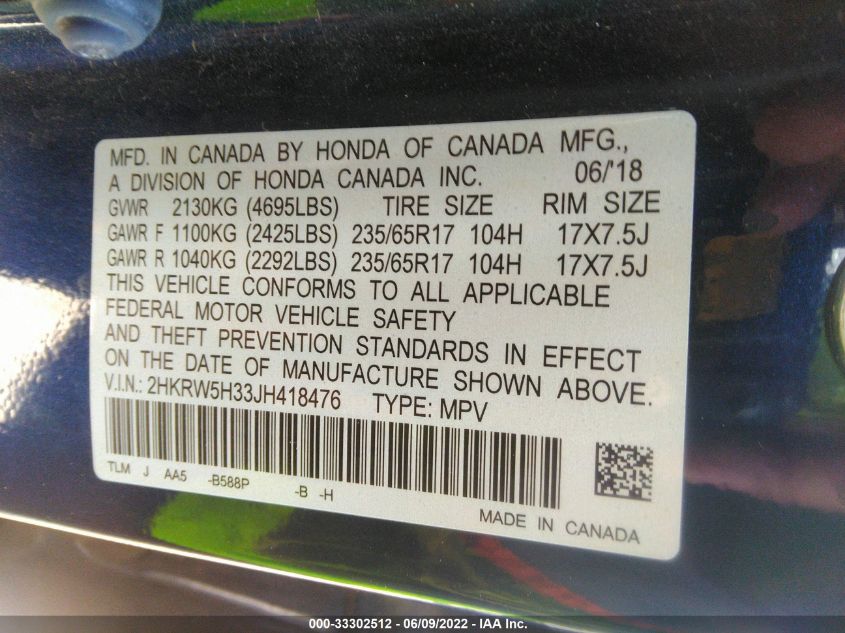 MFD. IN CANADA BY HONDA OF CANADA MFG.,
A DIVISION OF HONDA CANADA INC. 06/'18
GVWR 2130KG (4695LBS) TIRE SIZE RIM SIZE
GAWR F 1100KG (2425LBS) 235/65R17 104H 17X7.5J
GAWR R 1040KG (2292LBS) 235/65R17 104H 17X7.5J
THIS VEHICLE CONFORMS TO ALL APPLICABLE
FEDERAL MOTOR VEHICLE SAFETY
AND THEFT PREVENTION STANDARDS IN EFFECT
ON THE DATE OF MANUFACTURE SHOWN ABOVE.
V.I.N.: 2HKRW5H33JH418476 TYPE: MPV
TLM J AA5 -B588P -B -H
MADE IN CANADA
000-33302512 - 06/09/2022 - IAA Inc.